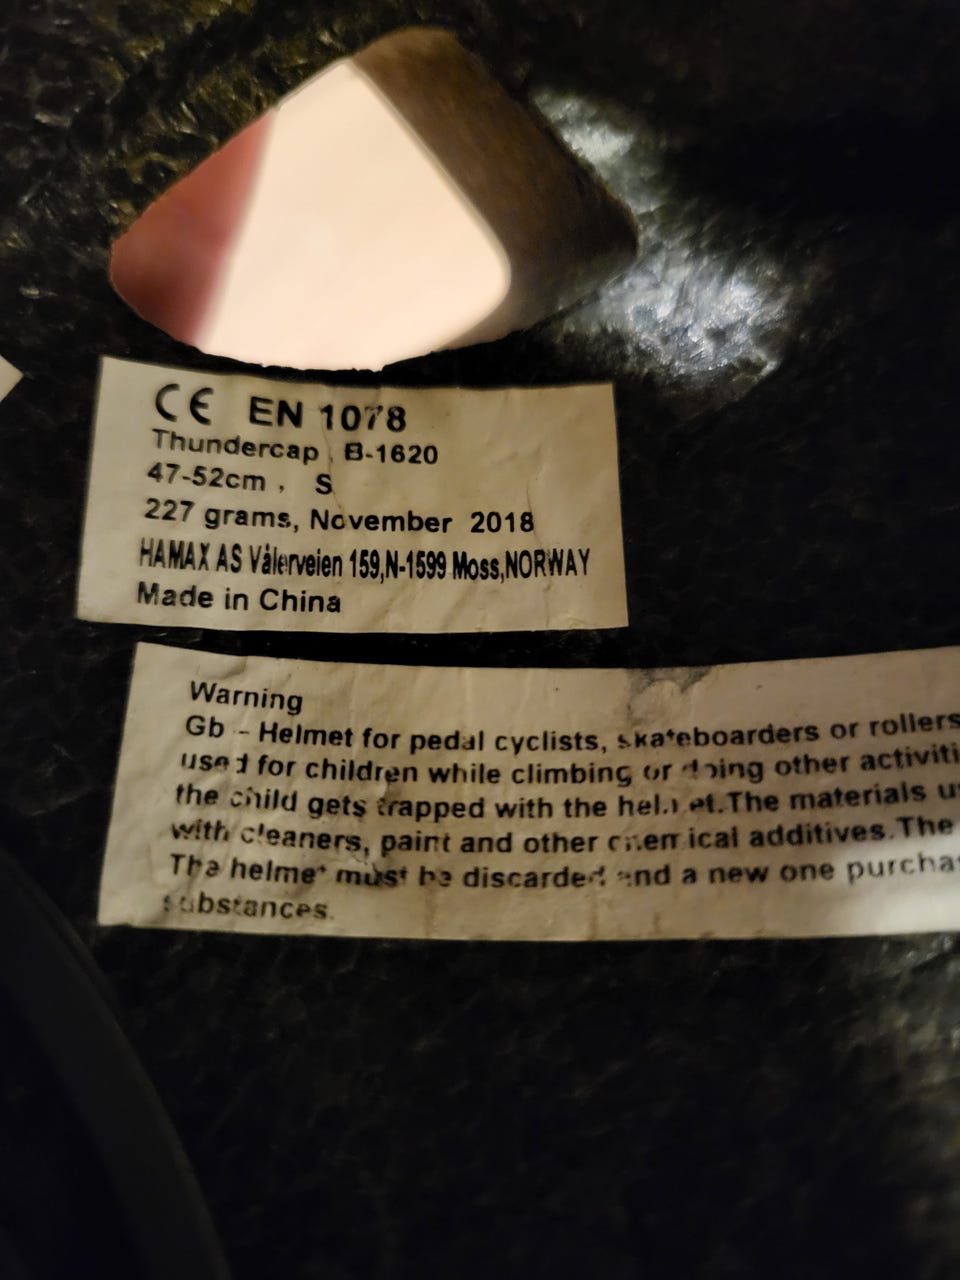 CE EN 1078
Thundercap , B-1620
47-52cm , S
227 grams, November 2018
HAMAX AS Vålerveien 159,N-1599 Moss,NORWAY
Made in China
Warning
Gb - Helmet for pedal cyclists, skateboarders or rollers
used for children while climbing or doing other activiti
the child gets trapped with the helmet.The materials u
with cleaners, paint and other chemical additives.The
The helmet must be discarded and a new one purcha
substances.